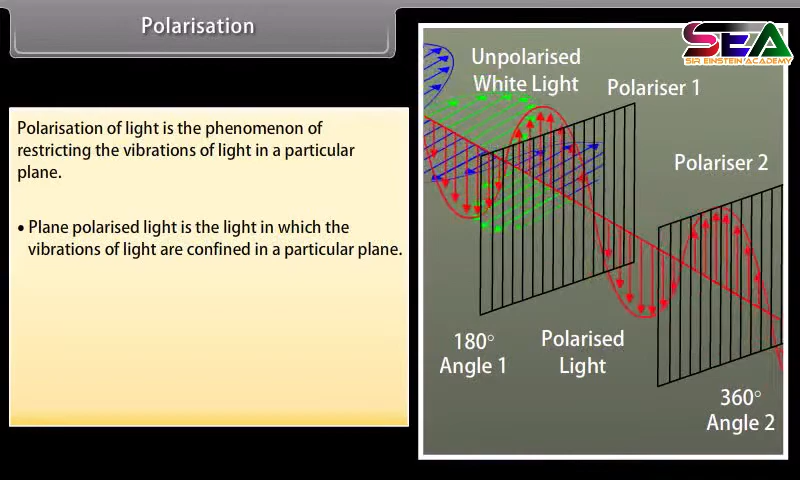 Polarisation
SEA
SIR EINSTEIN ACADEMY
Polarisation of light is the phenomenon of
restricting the vibrations of light in a particular
plane.
• Plane polarised light is the light in which the
vibrations of light are confined in a particular plane.
Unpolarised
White Light
Polariser 1
Polariser 2
180°
Angle 1
Polarised
Light
360°
Angle 2